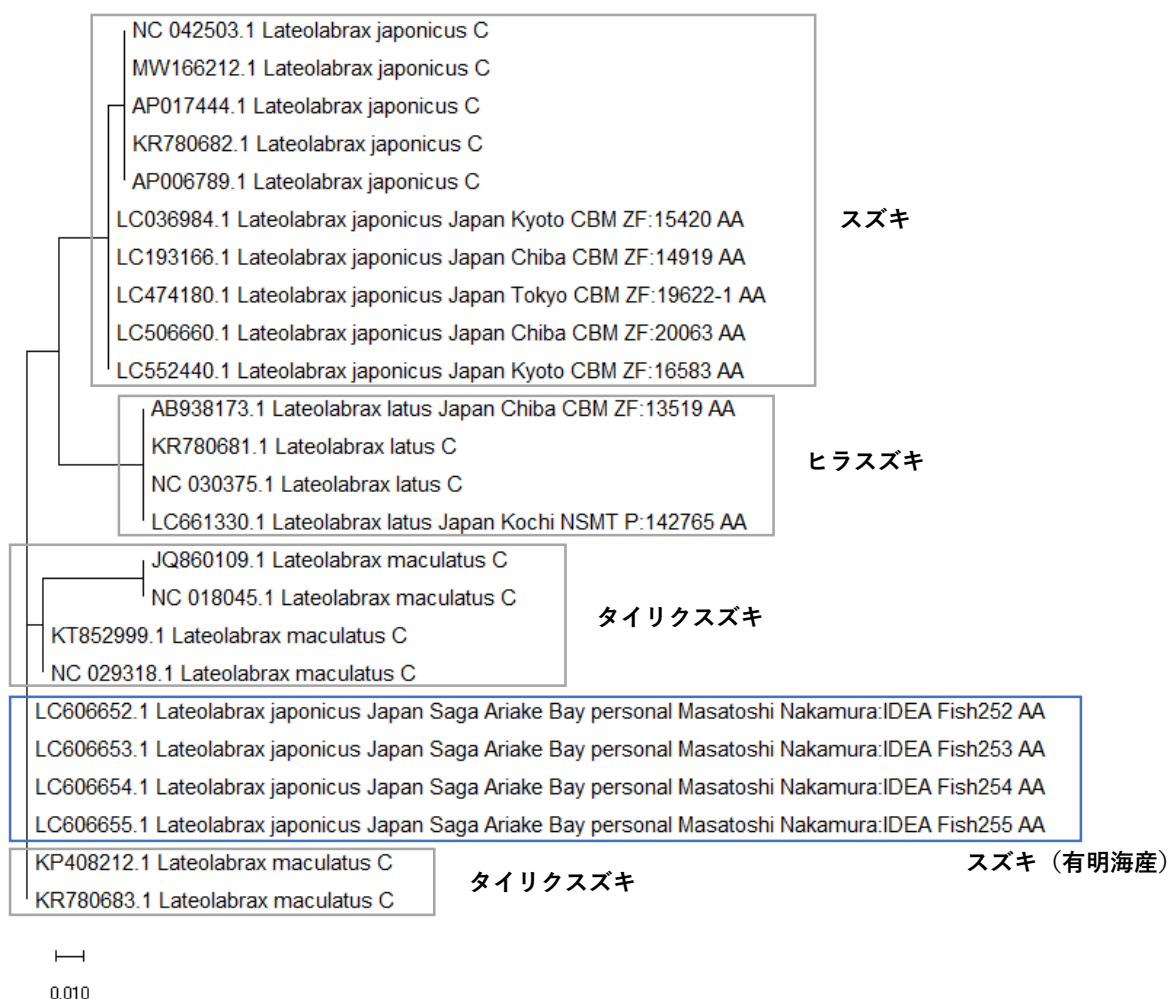 NC 042503.1 Lateolabrax japonicus C
MW166212.1 Lateolabrax japonicus C
AP017444.1 Lateolabrax japonicus C
KR780682.1 Lateolabrax japonicus C
AP006789.1 Lateolabrax japonicus C
LC036984.1 Lateolabrax japonicus Japan Kyoto CBM ZF:15420 AA
スズキ
LC193166.1 Lateolabrax japonicus Japan Chiba CBM ZF:14919 AA
LC474180.1 Lateolabrax japonicus Japan Tokyo CBM ZF:19622-1 AA
LC506660.1 Lateolabrax japonicus Japan Chiba CBM ZF:20063 AA
LC552440.1 Lateolabrax japonicus Japan Kyoto CBM ZF:16583 AA
AB938173.1 Lateolabrax latus Japan Chiba CBM ZF:13519 AA
KR780681.1 Lateolabrax latus C
ヒラスズキ
NC 030375.1 Lateolabrax latus C
LC661330.1 Lateolabrax latus Japan Kochi NSMT P:142765 AA
JQ860109.1 Lateolabrax maculatus C
NC 018045.1 Lateolabrax maculatus C
タイリクスズキ
KT852999.1 Lateolabrax maculatus C
NC 029318.1 Lateolabrax maculatus C
LC606652.1 Lateolabrax japonicus Japan Saga Ariake Bay personal Masatoshi Nakamura:IDEA Fish252 AA
LC606653.1 Lateolabrax japonicus Japan Saga Ariake Bay personal Masatoshi Nakamura:IDEA Fish253 AA
LC606654.1 Lateolabrax japonicus Japan Saga Ariake Bay personal Masatoshi Nakamura:IDEA Fish254 AA
LC606655.1 Lateolabrax japonicus Japan Saga Ariake Bay personal Masatoshi Nakamura:IDEA Fish255 AA
スズキ（有明海産）
KP408212.1 Lateolabrax maculatus C
タイリクスズキ
KR780683.1 Lateolabrax maculatus C
0.010